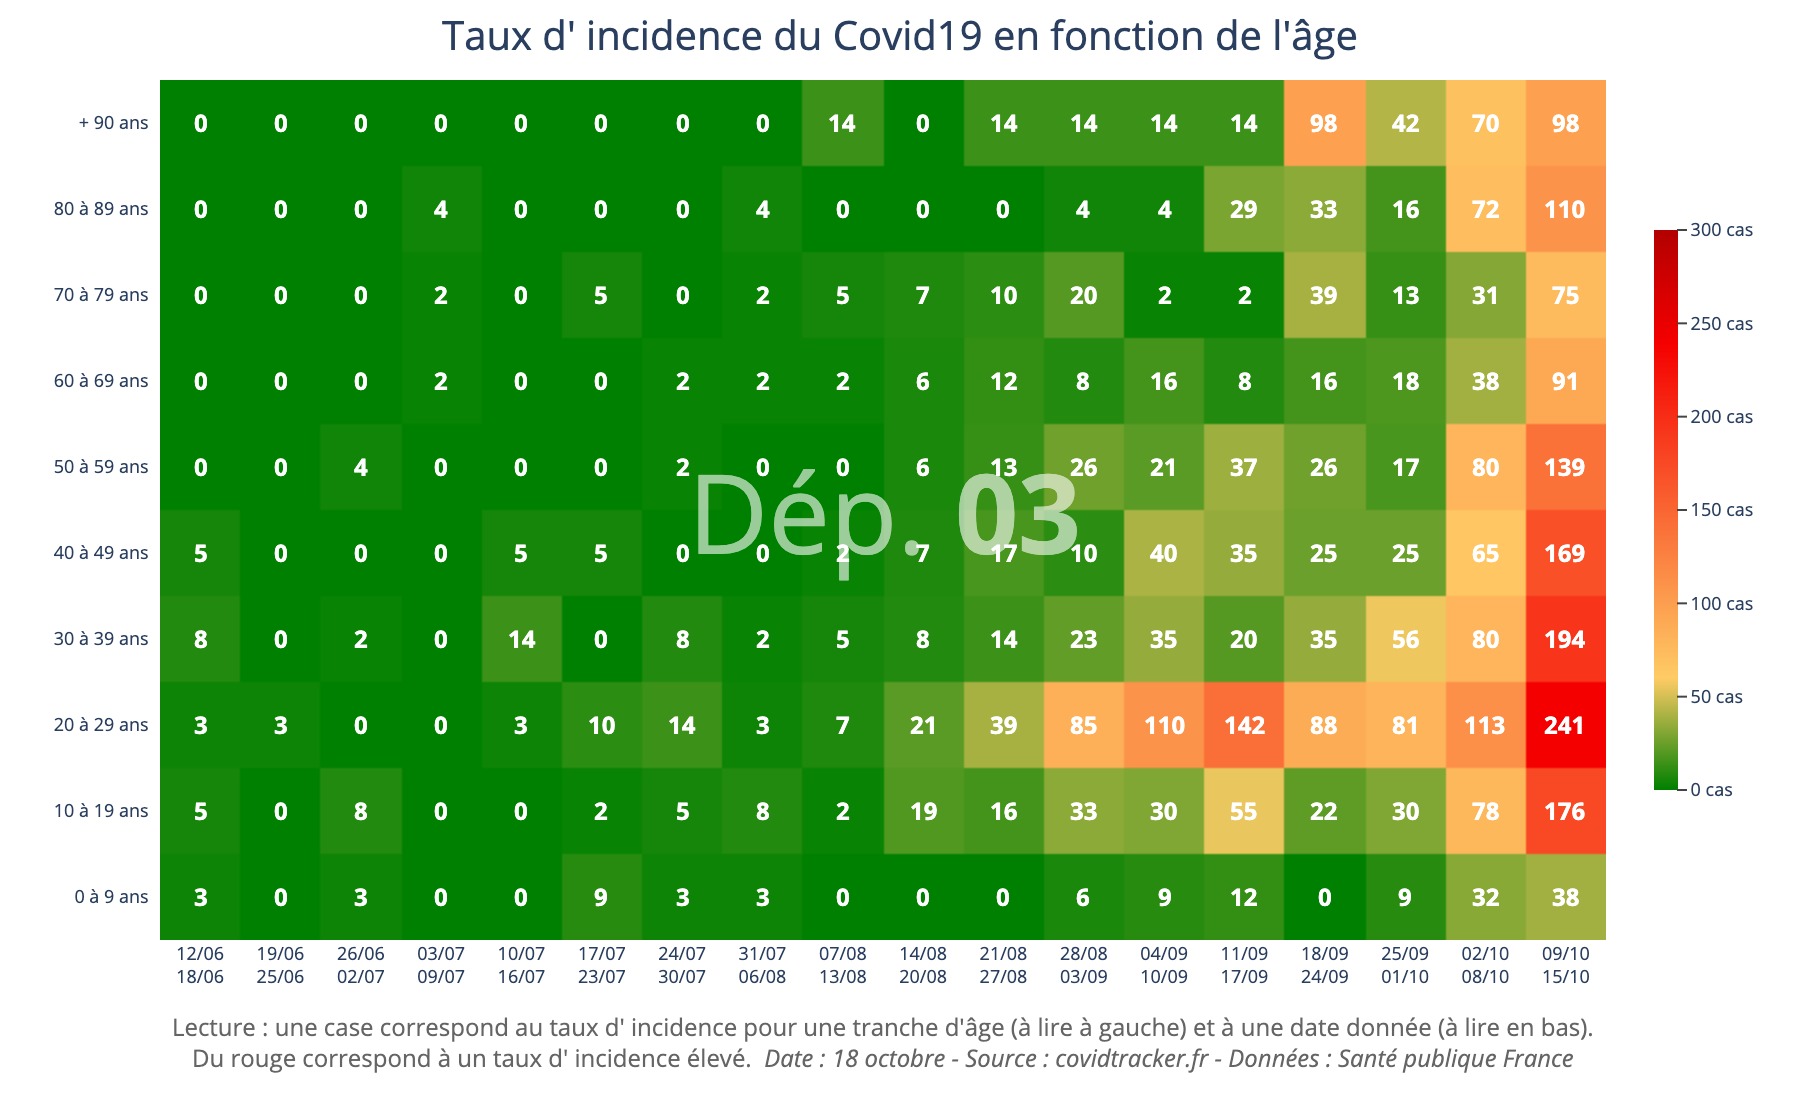 Taux d' incidence du Covid19 en fonction de l'âge
+ 90 ans 0 0 0 0 0 0 0 0 14 0 14 14 14 14 98 42 70 98
80 à 89 ans 0 0 0 4 0 0 0 4 0 0 0 4 4 29 33 16 72 110
70 à 79 ans 0 0 0 2 0 5 0 2 5 7 10 20 2 2 39 13 31 75
60 à 69 ans 0 0 0 2 0 0 2 2 2 6 12 8 16 8 16 18 38 91
50 à 59 ans 0 0 4 0 0 0 2 0 0 6 13 26 21 37 26 17 80 139
Dép. 03
40 à 49 ans 5 0 0 0 5 5 0 0 2 7 17 10 40 35 25 25 65 169
30 à 39 ans 8 0 2 0 14 0 8 2 5 8 14 23 35 20 35 56 80 194
20 à 29 ans 3 3 0 0 3 10 14 3 7 21 39 85 110 142 88 81 113 241
10 à 19 ans 5 0 8 0 0 2 5 8 2 19 16 33 30 55 22 30 78 176
0 à 9 ans 3 0 3 0 0 9 3 3 0 0 0 6 9 12 0 9 32 38
12/06 19/06 26/06 03/07 10/07 17/07 24/07 31/07 07/08 14/08 21/08 28/08 04/09 11/09 18/09 25/09 02/10 09/10
18/06 25/06 02/07 09/07 16/07 23/07 30/07 06/08 13/08 20/08 27/08 03/09 10/09 17/09 24/09 01/10 08/10 15/10
300 cas
250 cas
200 cas
150 cas
100 cas
50 cas
0 cas
Lecture : une case correspond au taux d' incidence pour une tranche d'âge (à lire à gauche) et à une date donnée (à lire en bas).
Du rouge correspond à un taux d' incidence élevé. Date : 18 octobre - Source : covidtracker.fr - Données : Santé publique France